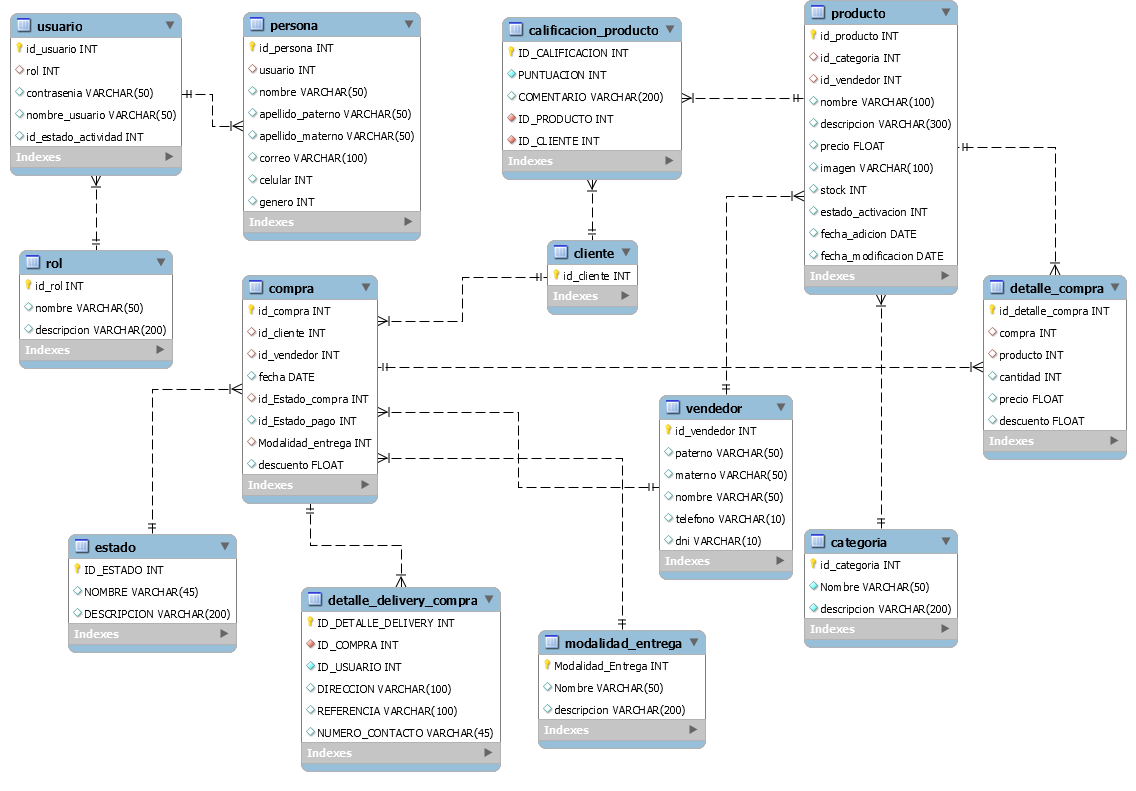 usuario
id_usuario INT
rol INT
contrasenia VARCHAR(50)
nombre_usuario VARCHAR(50)
id_estado_actividad INT
Indexes
persona
id_persona INT
usuario INT
nombre VARCHAR(50)
apellido_paterno VARCHAR(50)
apellido_materno VARCHAR(50)
correo VARCHAR(100)
celular INT
genero INT
Indexes
calificacion_producto
ID_CALIFICACION INT
PUNTUACION INT
COMENTARIO VARCHAR(200)
ID_PRODUCTO INT
ID_CLIENTE INT
Indexes
producto
id_producto INT
id_categoria INT
id_vendedor INT
nombre VARCHAR(100)
descripcion VARCHAR(300)
precio FLOAT
imagen VARCHAR(100)
stock INT
estado_activacion INT
fecha_adicion DATE
fecha_modificacion DATE
Indexes
rol
id_rol INT
nombre VARCHAR(50)
descripcion VARCHAR(200)
Indexes
compra
id_compra INT
id_cliente INT
id_vendedor INT
fecha DATE
id_Estado_compra INT
id_Estado_pago INT
Modalidad_entrega INT
descuento FLOAT
Indexes
cliente
id_cliente INT
Indexes
detalle_compra
id_detalle_compra INT
compra INT
producto INT
cantidad INT
precio FLOAT
descuento FLOAT
Indexes
vendedor
id_vendedor INT
paterno VARCHAR(50)
materno VARCHAR(50)
nombre VARCHAR(50)
telefono VARCHAR(10)
dni VARCHAR(10)
Indexes
estado
ID_ESTADO INT
NOMBRE VARCHAR(45)
DESCRIPCION VARCHAR(200)
Indexes
detalle_delivery_compra
ID_DETALLE_DELIVERY INT
ID_COMPRA INT
ID_USUARIO INT
DIRECCION VARCHAR(100)
REFERENCIA VARCHAR(100)
NUMERO_CONTACTO VARCHAR(45)
Indexes
modalidad_entrega
Modalidad_Entrega INT
Nombre VARCHAR(50)
descripcion VARCHAR(200)
Indexes
categoria
id_categoria INT
Nombre VARCHAR(50)
descripcion VARCHAR(200)
Indexes